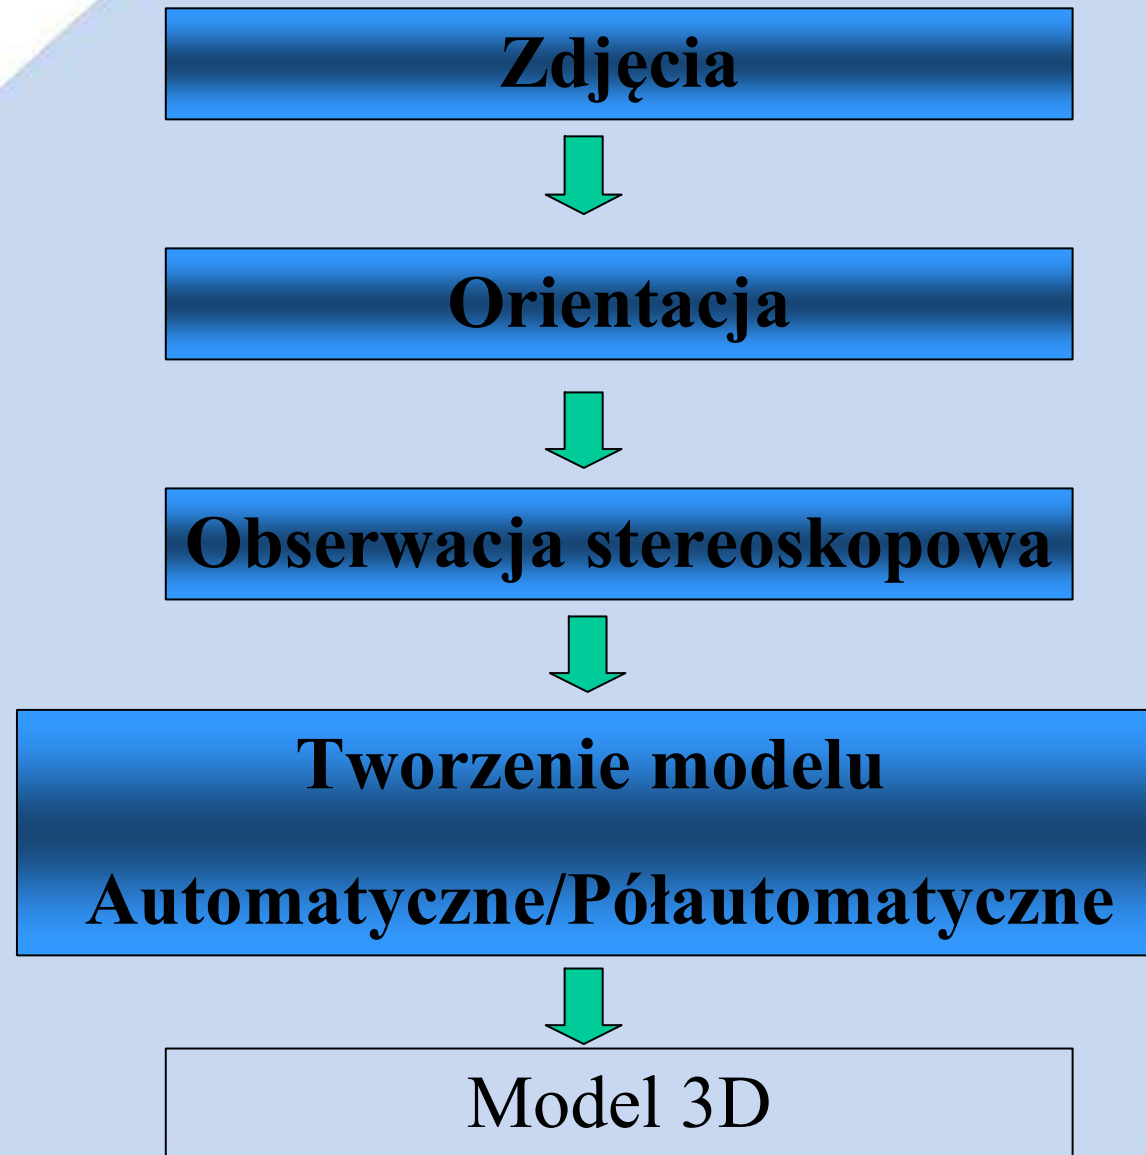 Zdjęcia
Orientacja
Obserwacja stereoskopowa
Tworzenie modelu
Automatyczne/Półautomatyczne
Model 3D